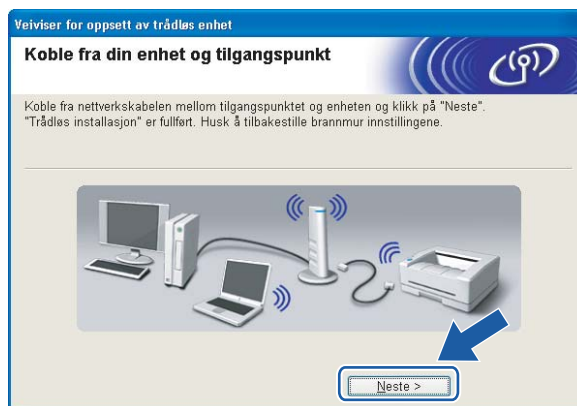 Veiviser for oppsett av trådløs enhet
Koble fra din enhet og tilgangspunkt
Koble fra nettverkskabelen mellom tilgangspunktet og enheten og klikk på "Neste".
"Trådløs installasjon" er fullført. Husk å tilbakestille brannmur innstillingene.
Neste >